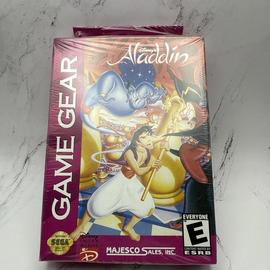 Disney's
Aladdin
GAME GEAR
EVERYONE
E
ESRB
SEGA
MAJESCO SALES, INC.